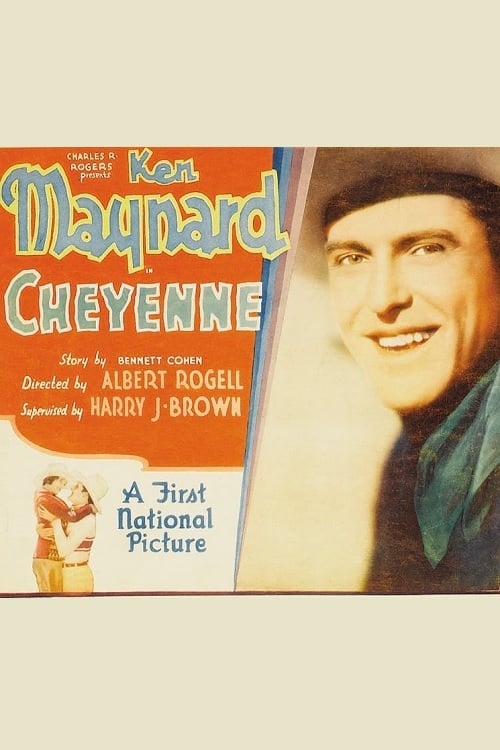 CHARLES R.
ROGERS
presents
Ken
Maynard
IN
CHEYENNE
Story by BENNETT COHEN
Directed by ALBERT ROGELL
Supervised by HARRY J. BROWN
A First
National
Picture